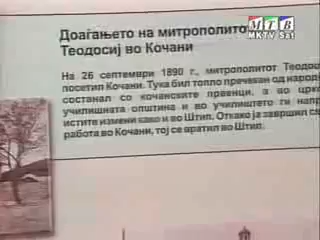 МТВ
MKTV Sat
Доаѓањето на митрополито
Теодосиј во Кочани
На 26 септември 1890 г., митрополитот Теодос
посетил Кочани. Тука бил топло пречекан од народ
состанал со кочанските првенци, а во црк
училишната општина и во училиштето ги напр
истите измени како и во Штип. Откако ја завршил с
работа во Кочани, тој се вратил во Штип.